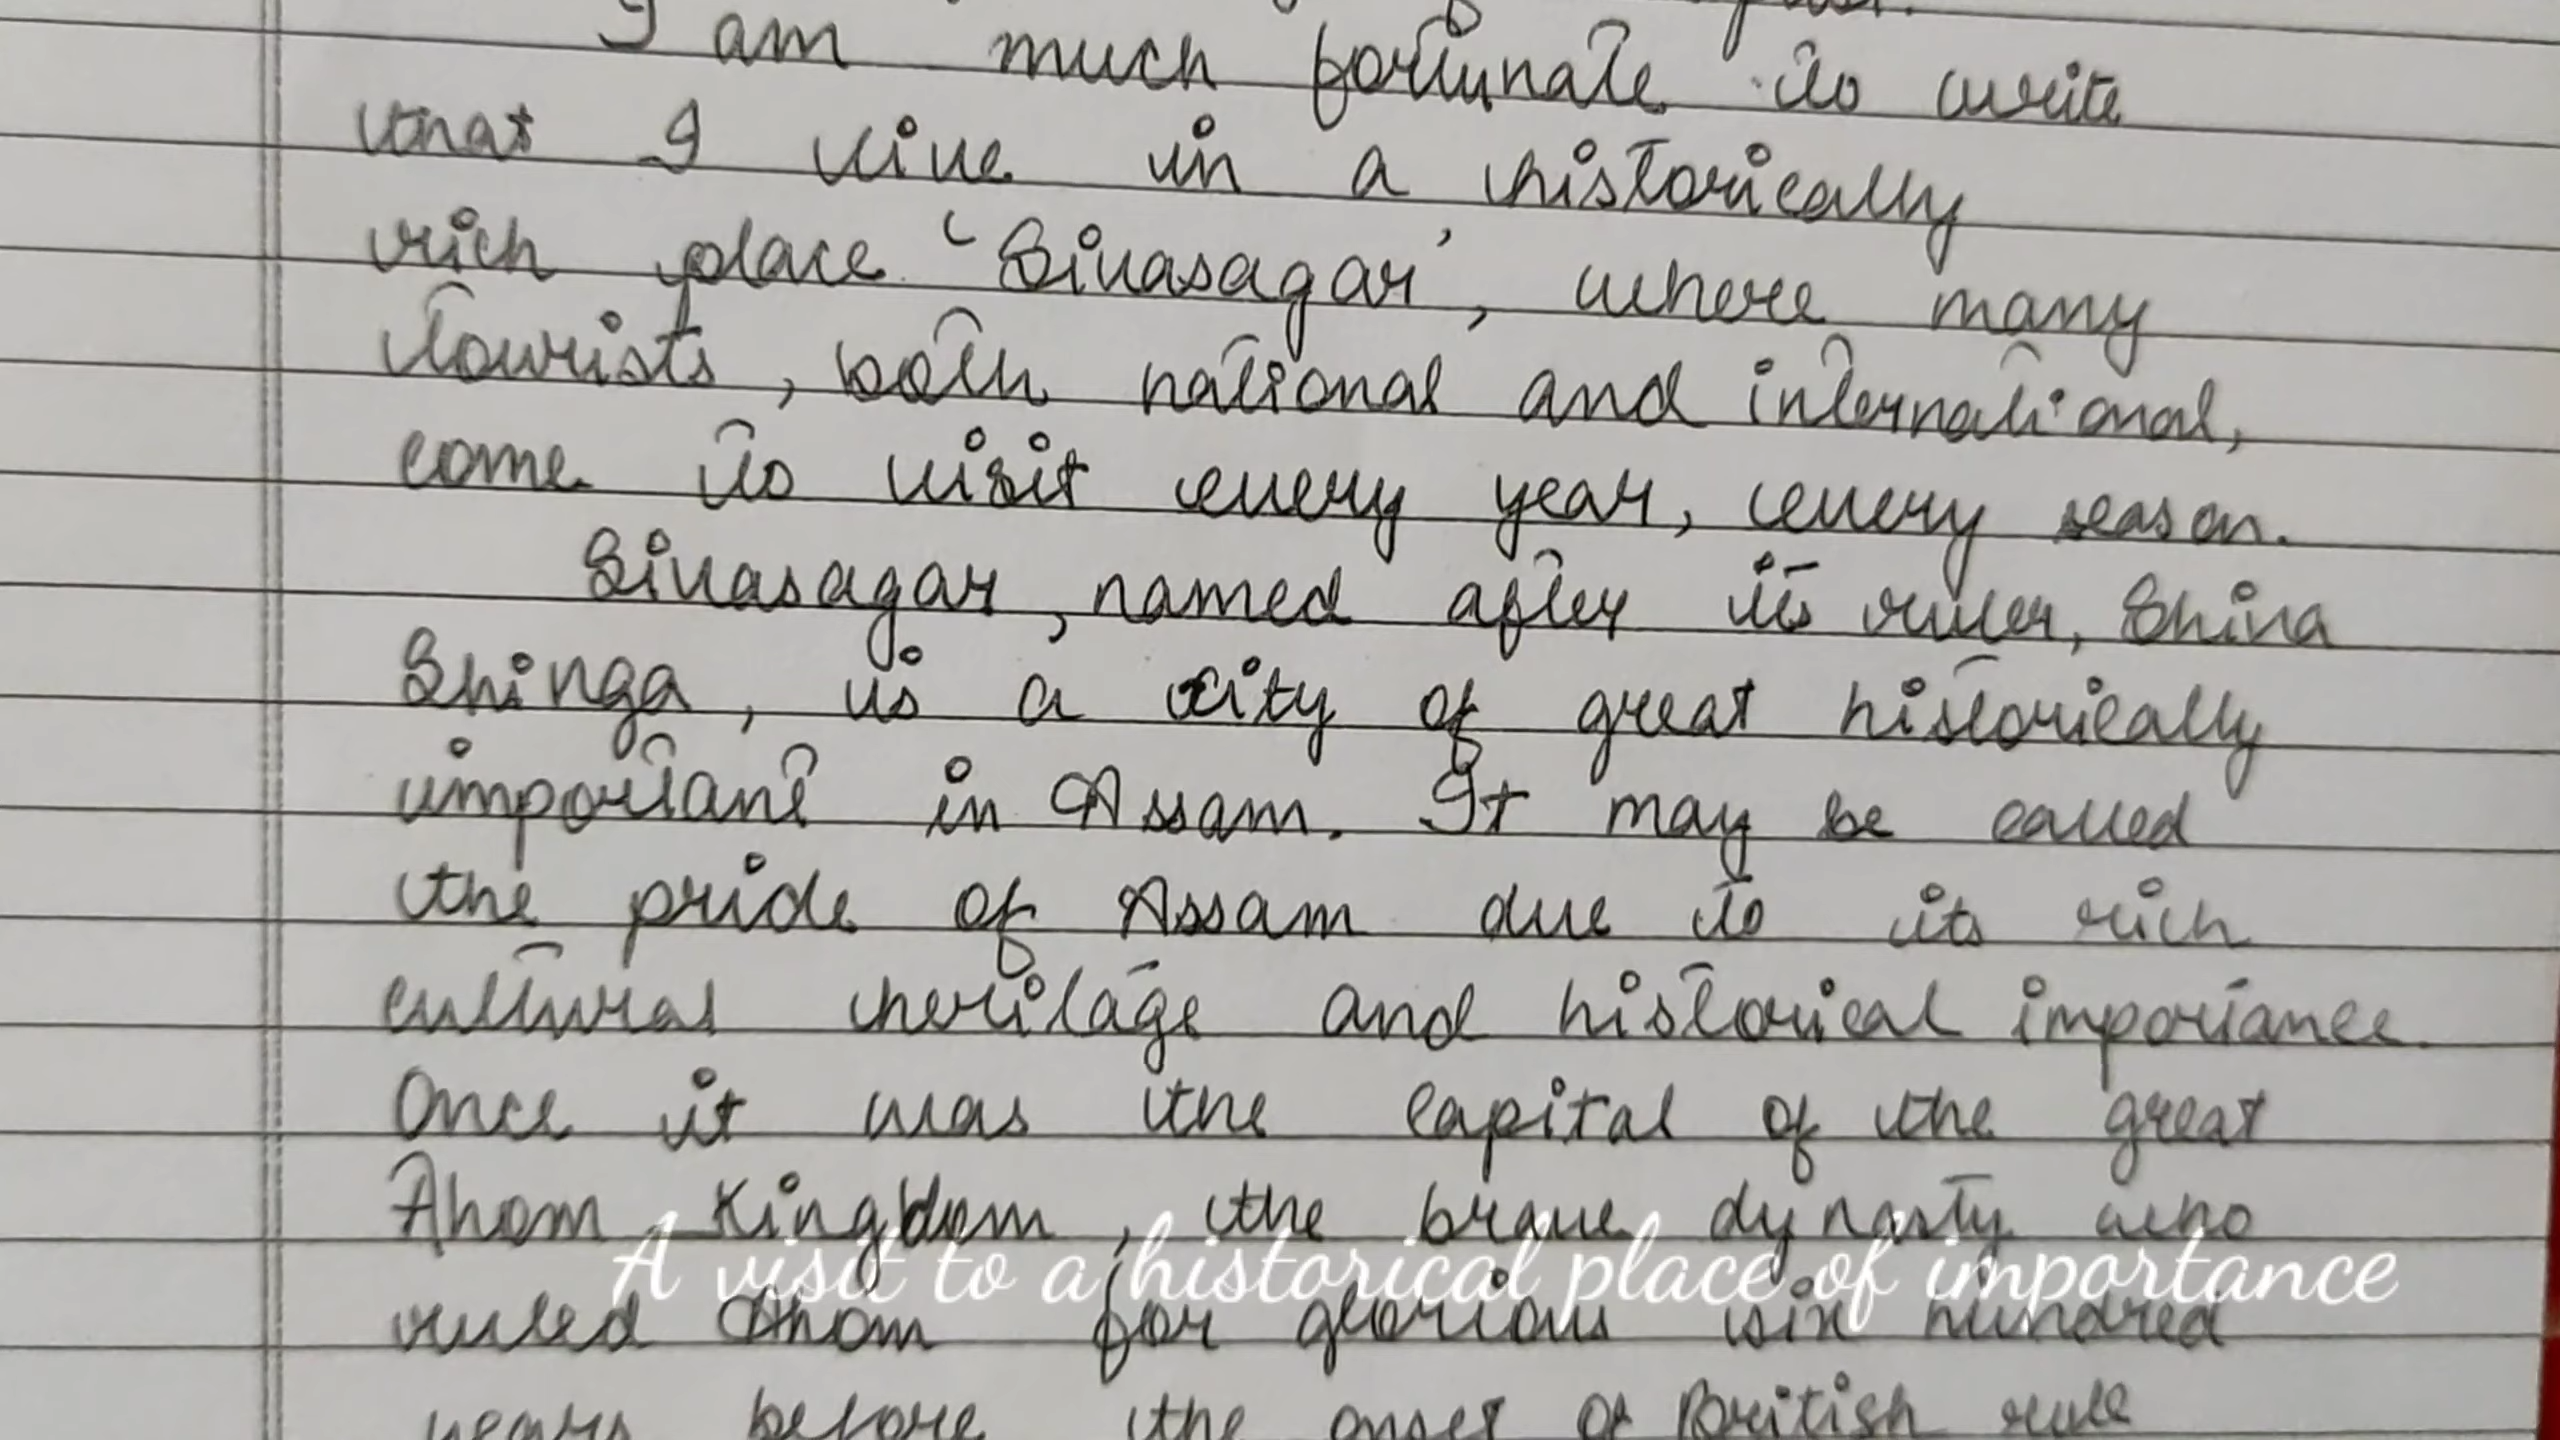 I am much fortunate to write
that I live in a historically
rich place 'Sivasagar', where many
tourists, both national and international,
come to visit every year, every season.
Sivasagar, named after its ruler, Shiva
Shinga, is a city of great historically
important in Assam. It may be called
the pride of Assam due to its rich
cultural heritage and historical importance.
Once it was the capital of the great
Ahom Kingdom, the brave dynasty who
A visit to a historical place of importance
ruled Ahom for glorious six hundred
years before the onset of British rule